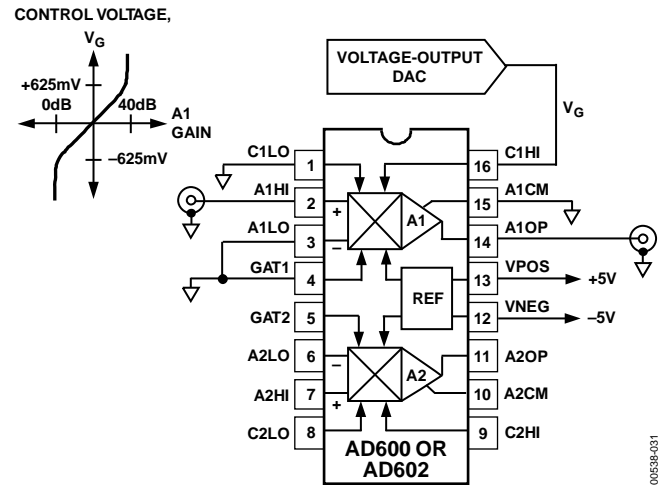 CONTROL VOLTAGE,
VG
+625mV
0dB
40dB
A1
GAIN
−625mV
VOLTAGE-OUTPUT
DAC
VG
C1LO
1
16
C1HI
A1HI
2
+
A1
15
A1CM
A1LO
3
−
14
A1OP
GAT1
4
REF
13
VPOS
+5V
GAT2
5
12
VNEG
−5V
A2LO
6
−
A2
11
A2OP
A2HI
7
+
10
A2CM
C2LO
8
9
C2HI
AD600 OR
AD602
00538-031